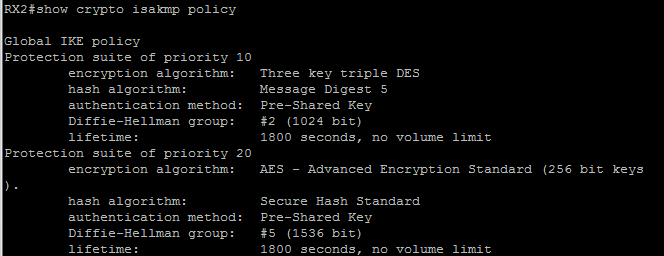 RX2#show crypto isakmp policy
Global IKE policy
Protection suite of priority 10
encryption algorithm: Three key triple DES
hash algorithm: Message Digest 5
authentication method: Pre-Shared Key
Diffie-Hellman group: #2 (1024 bit)
lifetime: 1800 seconds, no volume limit
Protection suite of priority 20
encryption algorithm: AES - Advanced Encryption Standard (256 bit keys
).
hash algorithm: Secure Hash Standard
authentication method: Pre-Shared Key
Diffie-Hellman group: #5 (1536 bit)
lifetime: 1800 seconds, no volume limit